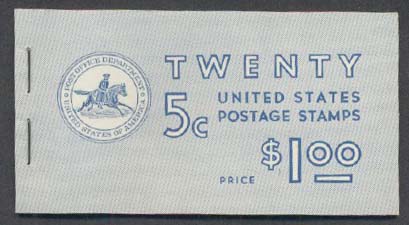 POST OFFICE DEPARTMENT
UNITED STATES OF AMERICA
TWENTY
5c UNITED STATES
POSTAGE STAMPS
PRICE $1.00